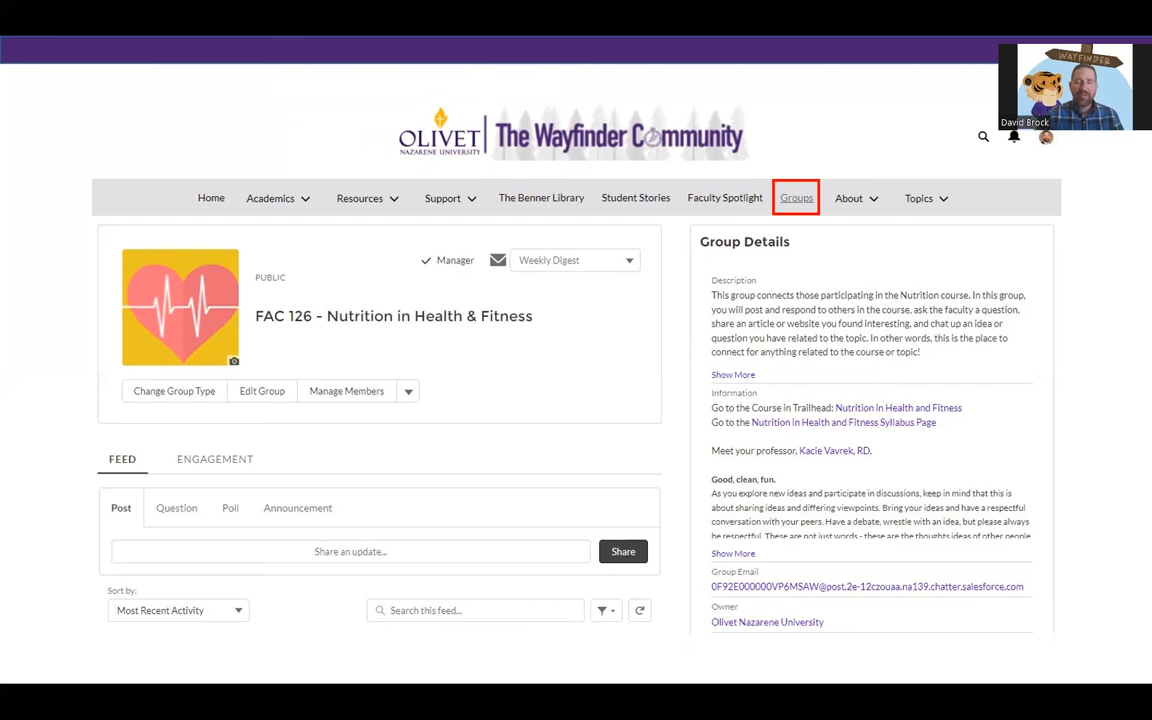 WAYFINDER
David Brock
OLIVET
NAZARENE UNIVERSITY
The Wayfinder Community
Home Academics Resources Support The Benner Library Student Stories Faculty Spotlight Groups About Topics
Manager Weekly Digest
PUBLIC
FAC 126 - Nutrition in Health & Fitness
Change Group Type Edit Group Manage Members
FEED ENGAGEMENT
Post Question Poll Announcement
Share an update... Share
Sort by:
Most Recent Activity Search this feed...
Group Details
Description
This group connects those participating in the Nutrition course. In this group,
you will post and respond to others in the course, ask the faculty a question,
share an article or website you found interesting, and chat up an idea or
question you have related to the topic. In other words, this is the place to
connect for anything related to the course or topic!
Show More
Information
Go to the Course in Trailhead: Nutrition in Health and Fitness
Go to the Nutrition in Health and Fitness Syllabus Page
Meet your professor, Kacie Vavrek, RD.
Good, clean, fun.
As you explore new ideas and participate in discussions, keep in mind that this is
about sharing ideas and differing viewpoints. Bring your ideas and have a respectful
conversation with your peers. Have a debate, wrestle with an idea, but please always
be respectful. These are not just words - these are the thoughts ideas of other people
Show More
Group Email
0F92E000000VP6MSAW@post.2e-12czouaa.na139.chatter.salesforce.com
Owner
Olivet Nazarene University